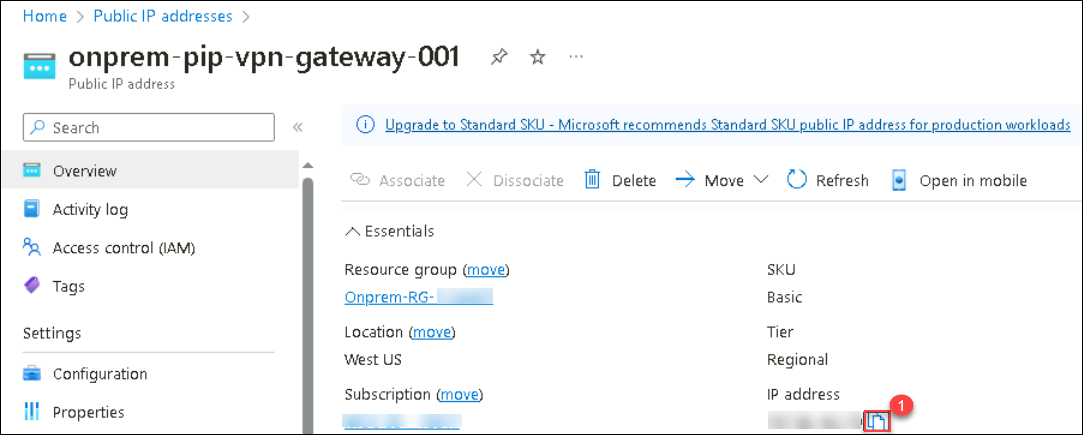 Home > Public IP addresses >
onprem-pip-vpn-gateway-001
Public IP address
Search
Overview
Activity log
Access control (IAM)
Tags
Settings
Configuration
Properties
Upgrade to Standard SKU - Microsoft recommends Standard SKU public IP address for production workloads
Associate Dissociate Delete Move Refresh Open in mobile
Essentials
Resource group (move)
Onprem-RG-
Location (move)
West US
Subscription (move)
SKU
Basic
Tier
Regional
IP address
1